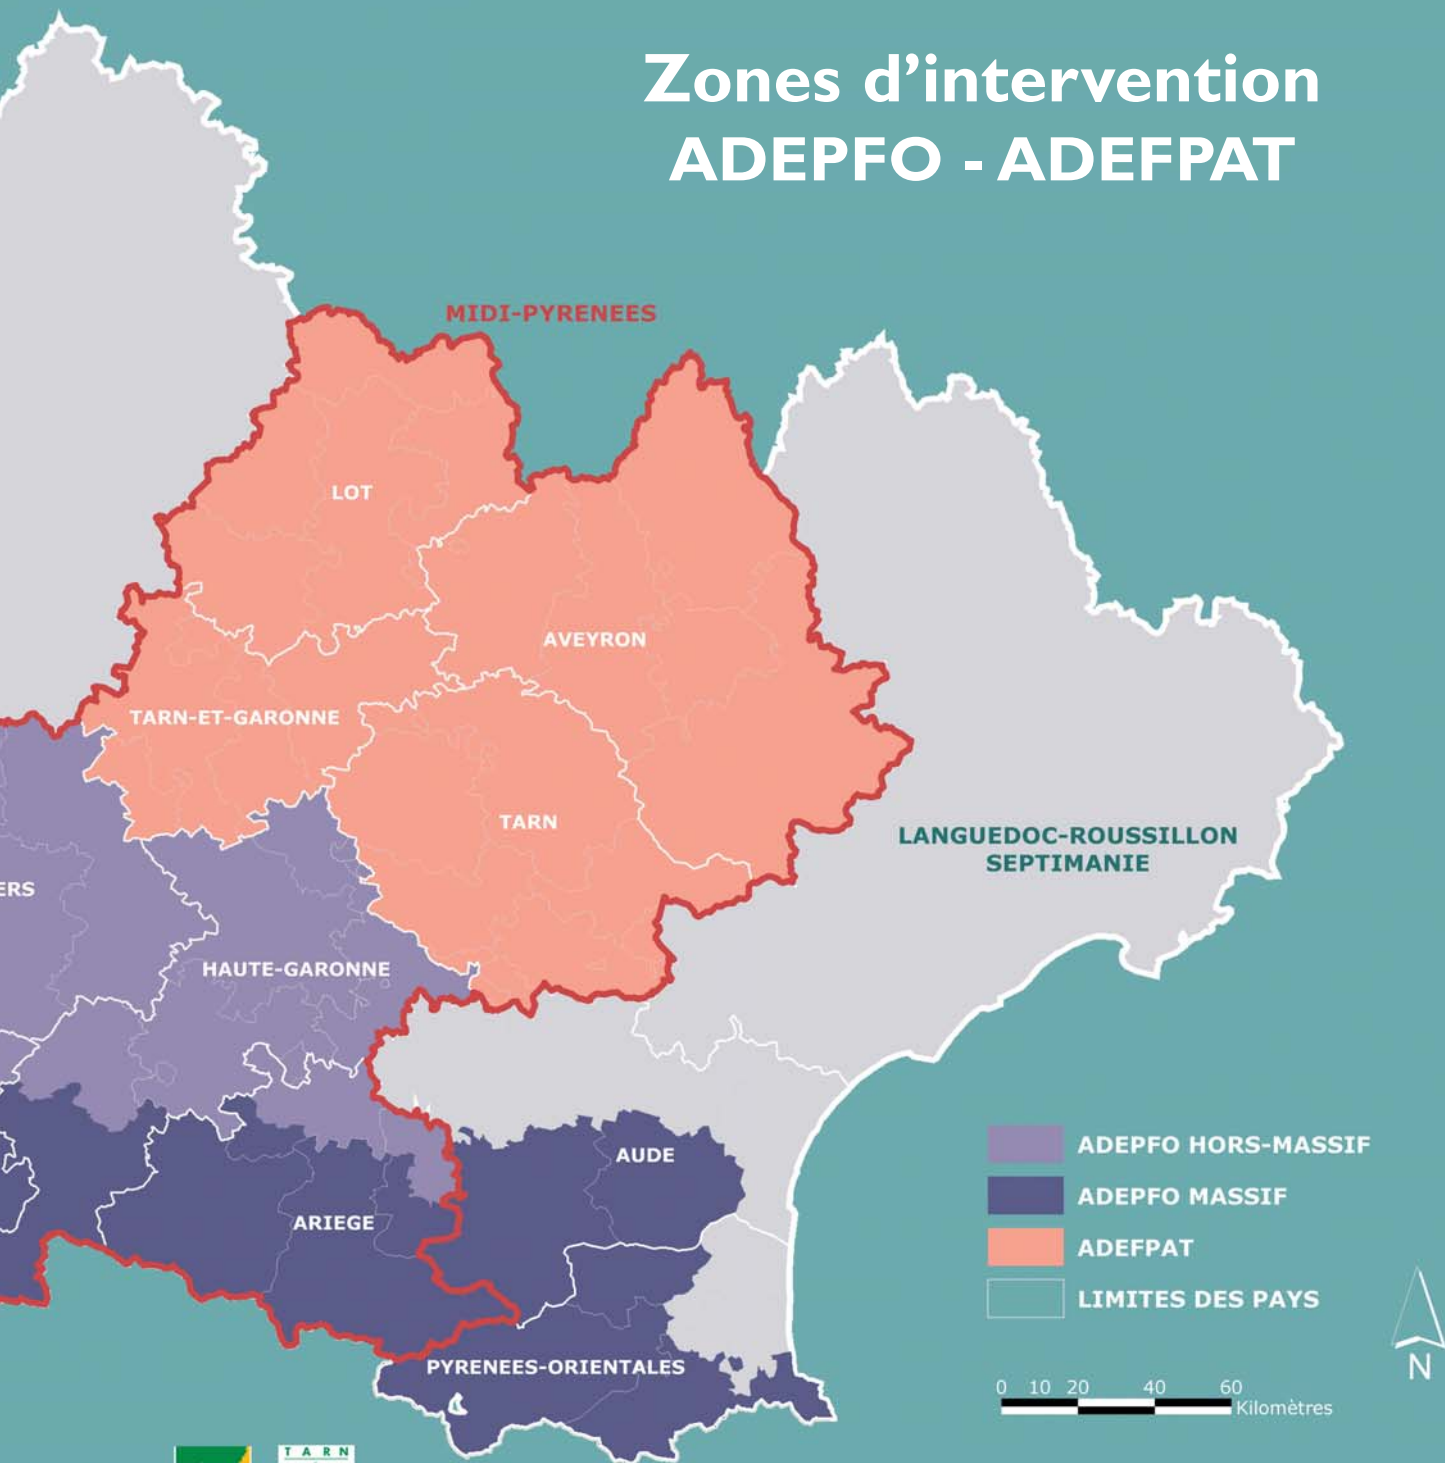 Zones d’intervention
ADEPFO - ADEFPAT
MIDI-PYRENEES
LOT
AVEYRON
TARN-ET-GARONNE
TARN
LANGUEDOC-ROUSSILLON
SEPTIMANIE
ERS
HAUTE-GARONNE
AUDE
ARIEGE
PYRENEES-ORIENTALES
ADEPFO HORS-MASSIF
ADEPFO MASSIF
ADEFPAT
LIMITES DES PAYS
N
0 10 20 40 60
Kilomètres
TARN